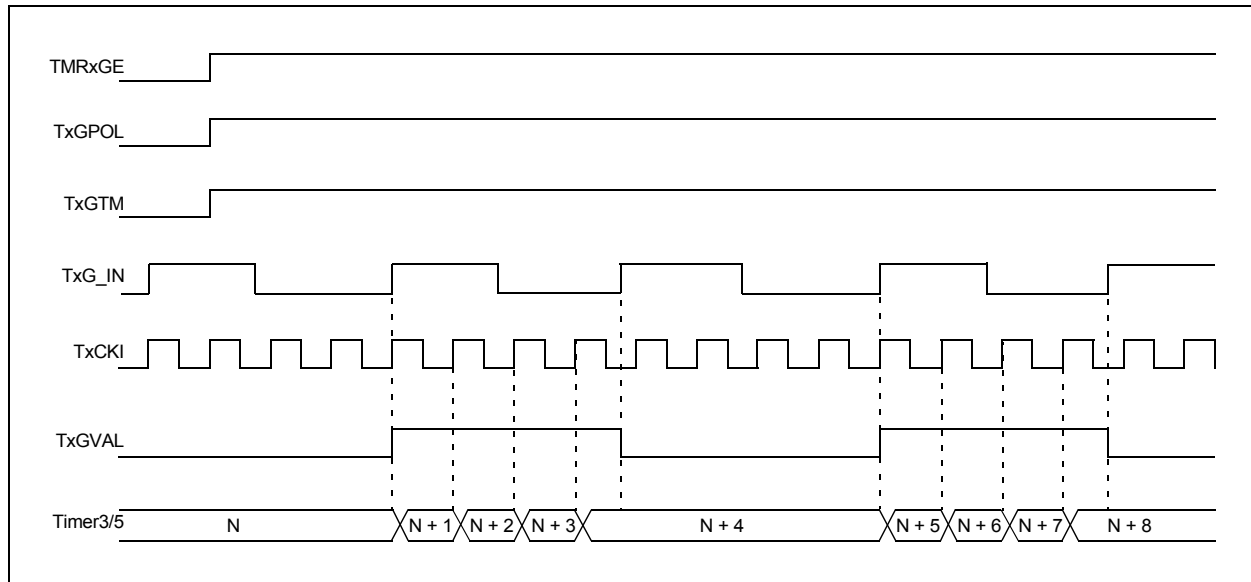 TMRxGE
TxGPOL
TxGTM
TxG_IN
TxCKI
TxGVAL
Timer3/5 N N + 1 N + 2 N + 3 N + 4 N + 5 N + 6 N + 7 N + 8